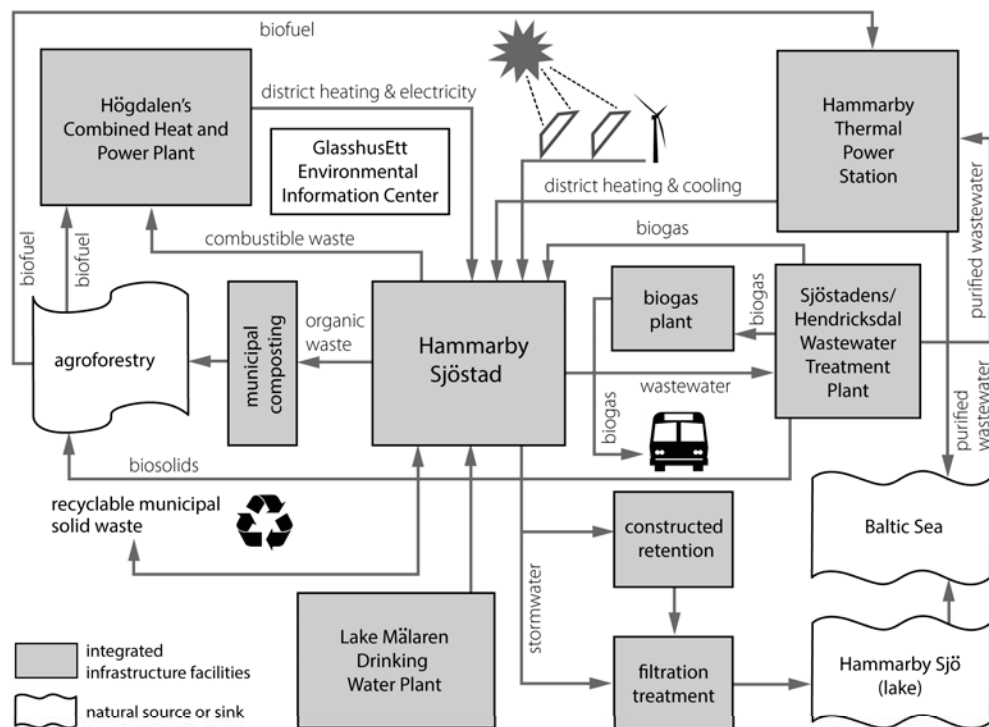 biofuel
Högdalen's
Combined Heat and
Power Plant
district heating & electricity
GlasshusEtt
Environmental
Information Center
Hammarby
Thermal
Power
Station
district heating & cooling
combustible waste
biogas
biofuel
biofuel
purified wastewater
agroforestry
municipal
composting
organic
waste
Hammarby
Sjöstad
biogas
plant
biogas
Sjöstadens/
Hendricksdal
Wastewater
Treatment
Plant
wastewater
biogas
purified
wastewater
biosolids
recyclable municipal
solid waste
constructed
retention
Baltic Sea
stormwater
Lake Mälaren
Drinking
Water Plant
filtration
treatment
Hammarby Sjö
(lake)
integrated
infrastructure facilities
natural source or sink